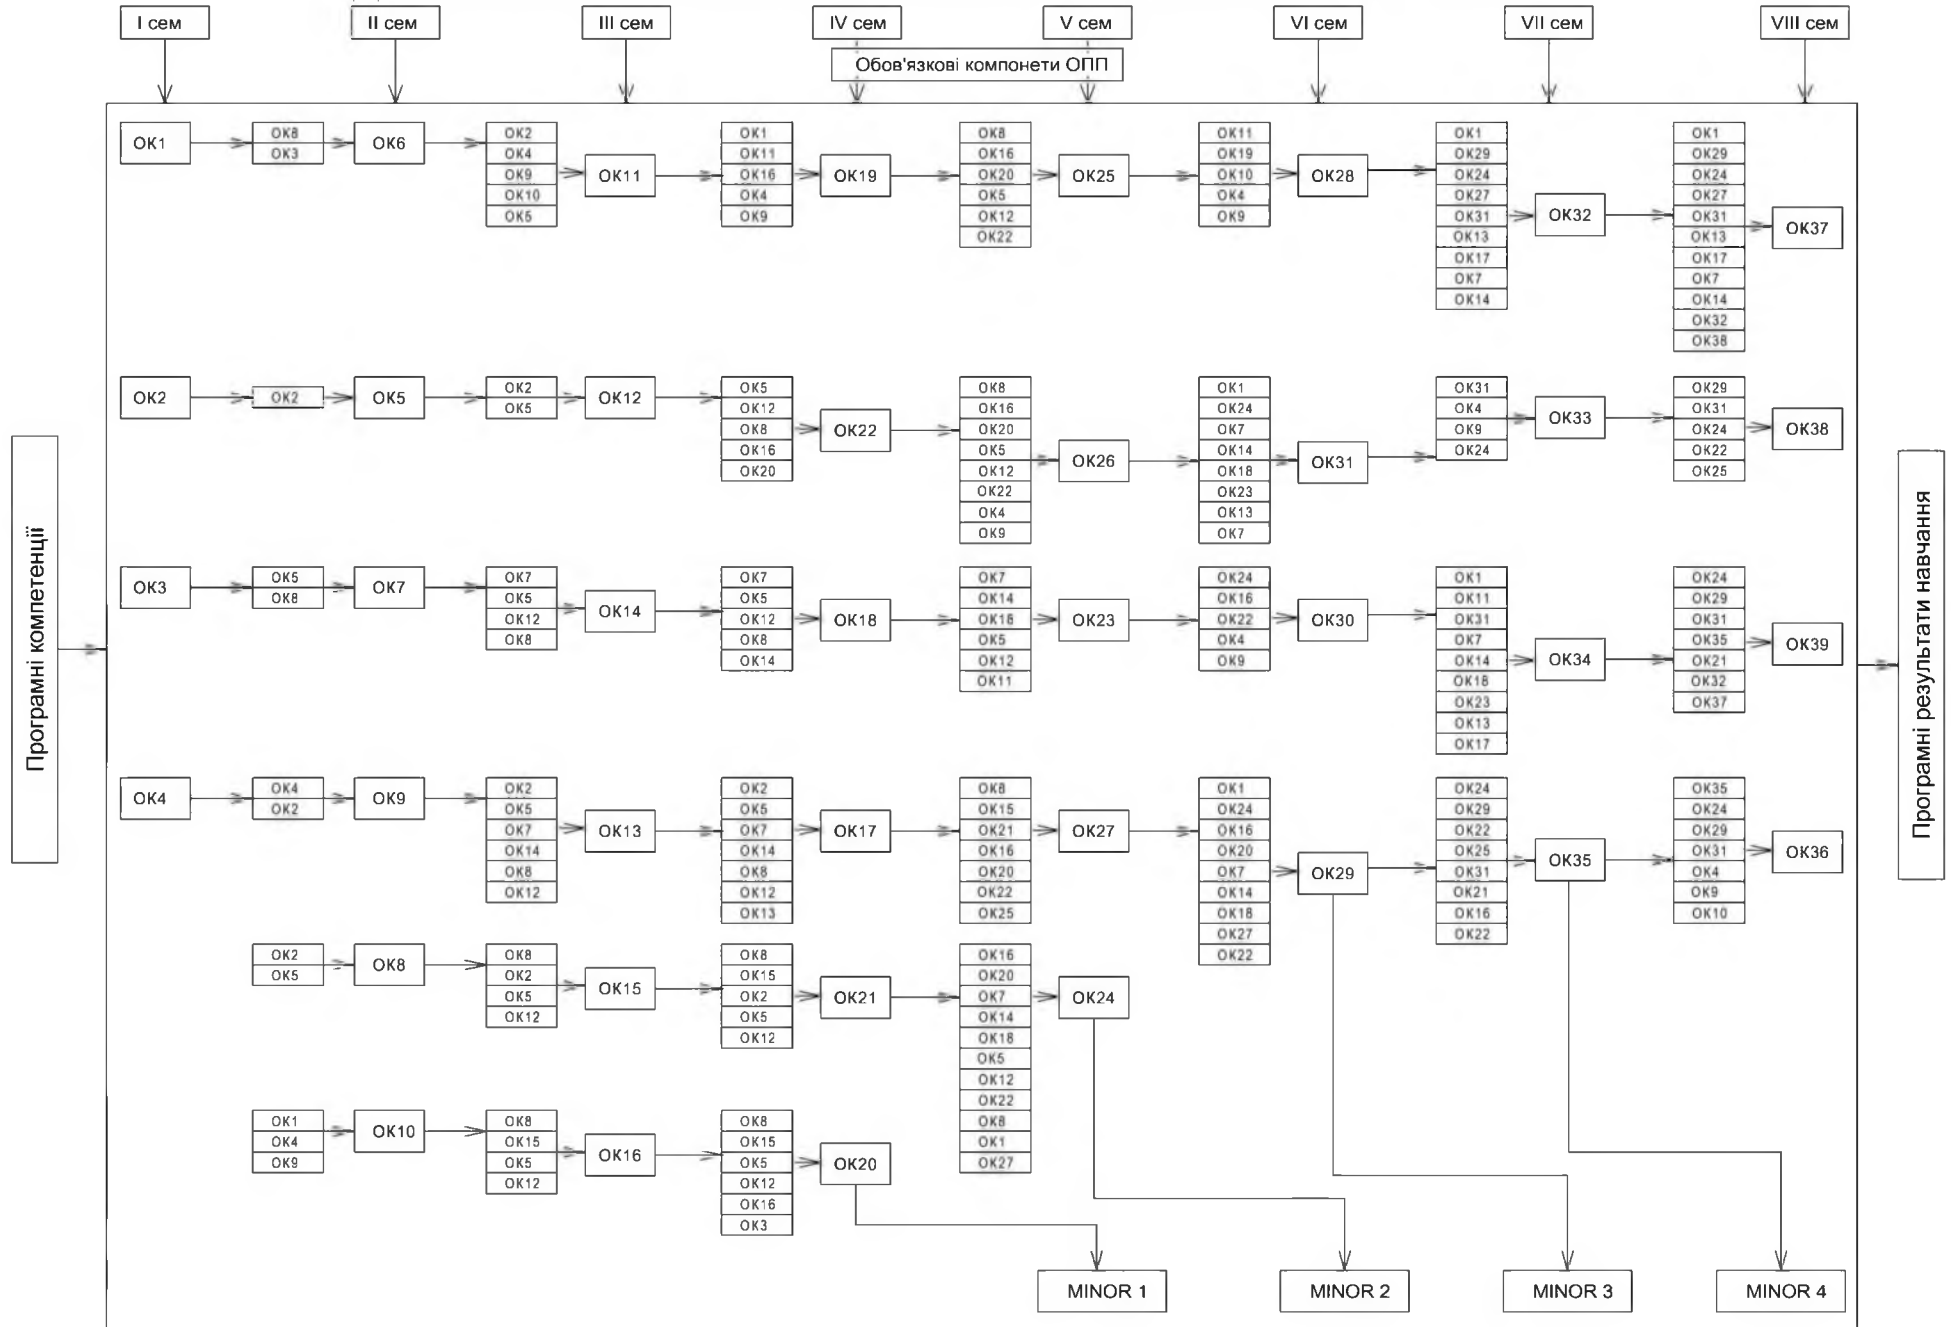 I сем
II сем
III сем
IV сем
V сем
VI сем
VII сем
VIII сем
Обов'язкові компонети ОПП
Програмні компетенції
ОК1
ОК8
ОК3
ОК6
ОК2
ОК4
ОК9
ОК10
ОК5
ОК11
ОК1
ОК11
ОК16
ОК4
ОК9
ОК19
ОК8
ОК16
ОК20
ОК5
ОК12
ОК22
ОК25
ОК11
ОК19
ОК10
ОК4
ОК9
ОК28
ОК1
ОК29
ОК24
ОК27
ОК31
ОК13
ОК17
ОК7
ОК14
ОК32
ОК1
ОК29
ОК24
ОК27
ОК31
ОК13
ОК17
ОК7
ОК14
ОК32
ОК38
ОК37
ОК2
ОК2
ОК5
ОК2
ОК5
ОК12
ОК5
ОК12
ОК8
ОК16
ОК20
ОК22
ОК8
ОК16
ОК20
ОК5
ОК12
ОК22
ОК4
ОК9
ОК26
ОК1
ОК24
ОК7
ОК14
ОК18
ОК23
ОК13
ОК7
ОК31
ОК31
ОК4
ОК9
ОК24
ОК33
ОК29
ОК31
ОК24
ОК22
ОК25
ОК38
ОК3
ОК5
ОК8
ОК7
ОК7
ОК5
ОК12
ОК8
ОК14
ОК7
ОК5
ОК12
ОК8
ОК14
ОК18
ОК7
ОК14
ОК18
ОК5
ОК12
ОК11
ОК23
ОК24
ОК16
ОК22
ОК4
ОК9
ОК30
ОК1
ОК11
ОК31
ОК7
ОК14
ОК18
ОК23
ОК13
ОК17
ОК34
ОК24
ОК29
ОК31
ОК35
ОК21
ОК32
ОК37
ОК39
ОК4
ОК4
ОК2
ОК9
ОК2
ОК5
ОК7
ОК14
ОК8
ОК12
ОК13
ОК2
ОК5
ОК7
ОК14
ОК8
ОК12
ОК13
ОК17
ОК8
ОК15
ОК21
ОК16
ОК20
ОК22
ОК25
ОК27
ОК1
ОК24
ОК16
ОК20
ОК7
ОК14
ОК18
ОК27
ОК22
ОК29
ОК24
ОК29
ОК22
ОК25
ОК31
ОК21
ОК16
ОК22
ОК35
ОК35
ОК24
ОК29
ОК31
ОК4
ОК9
ОК10
ОК36
ОК2
ОК5
ОК8
ОК8
ОК2
ОК5
ОК12
ОК15
ОК8
ОК15
ОК2
ОК5
ОК12
ОК21
ОК16
ОК20
ОК7
ОК14
ОК18
ОК5
ОК12
ОК22
ОК8
ОК1
ОК27
ОК24
ОК1
ОК4
ОК9
ОК10
ОК8
ОК15
ОК5
ОК12
ОК16
ОК8
ОК15
ОК5
ОК12
ОК16
ОК3
ОК20
MINOR 1
MINOR 2
MINOR 3
MINOR 4
Програмні результати навчання